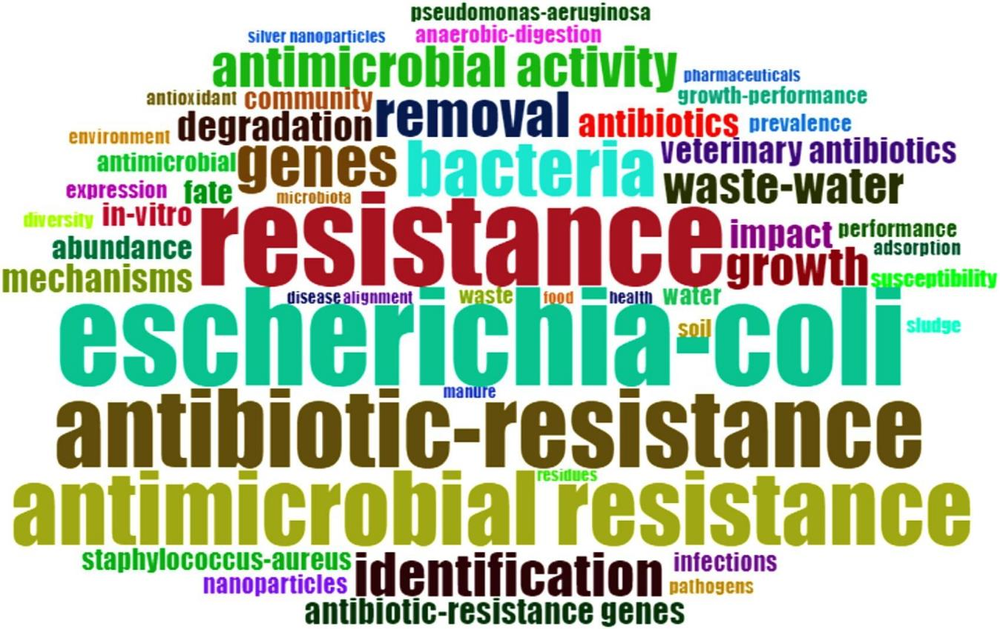 pseudomonas-aeruginosa
silver nanoparticles
anaerobic-digestion
antimicrobial activity
pharmaceuticals
antioxidant
community
removal
growth-performance
degradation
antibiotics
prevalence
environment
antimicrobial
genes
bacteria
veterinary antibiotics
expression
fate
microbiota
waste-water
diversity
in-vitro
resistance
impact
performance
abundance
growth
adsorption
mechanisms
susceptibility
disease
alignment
waste
food
health
water
escherichia-coli
soil
sludge
manure
antibiotic-resistance
residues
antimicrobial resistance
staphylococcus-aureus
identification
infections
nanoparticles
pathogens
antibiotic-resistance genes